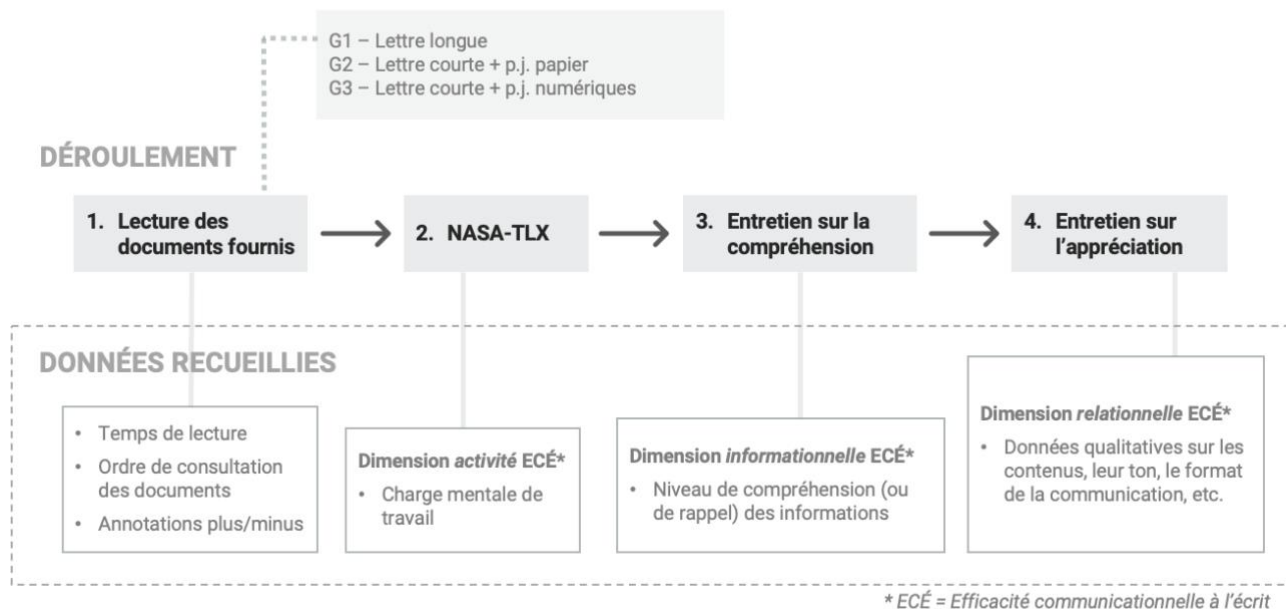 G1 – Lettre longue
G2 – Lettre courte + p.j. papier
G3 – Lettre courte + p.j. numériques
DÉROULEMENT
1. Lecture des
documents fournis
2. NASA-TLX
3. Entretien sur la
compréhension
4. Entretien sur
l'appréciation
DONNÉES RECUEILLIES
• Temps de lecture
• Ordre de consultation
des documents
• Annotations plus/minus
Dimension activité ECÉ*
• Charge mentale de
travail
Dimension informationnelle ECÉ*
• Niveau de compréhension (ou
de rappel) des informations
Dimension relationnelle ECÉ*
• Données qualitatives sur les
contenus, leur ton, le format
de la communication, etc.
* ECÉ = Efficacité communicationnelle à l'écrit